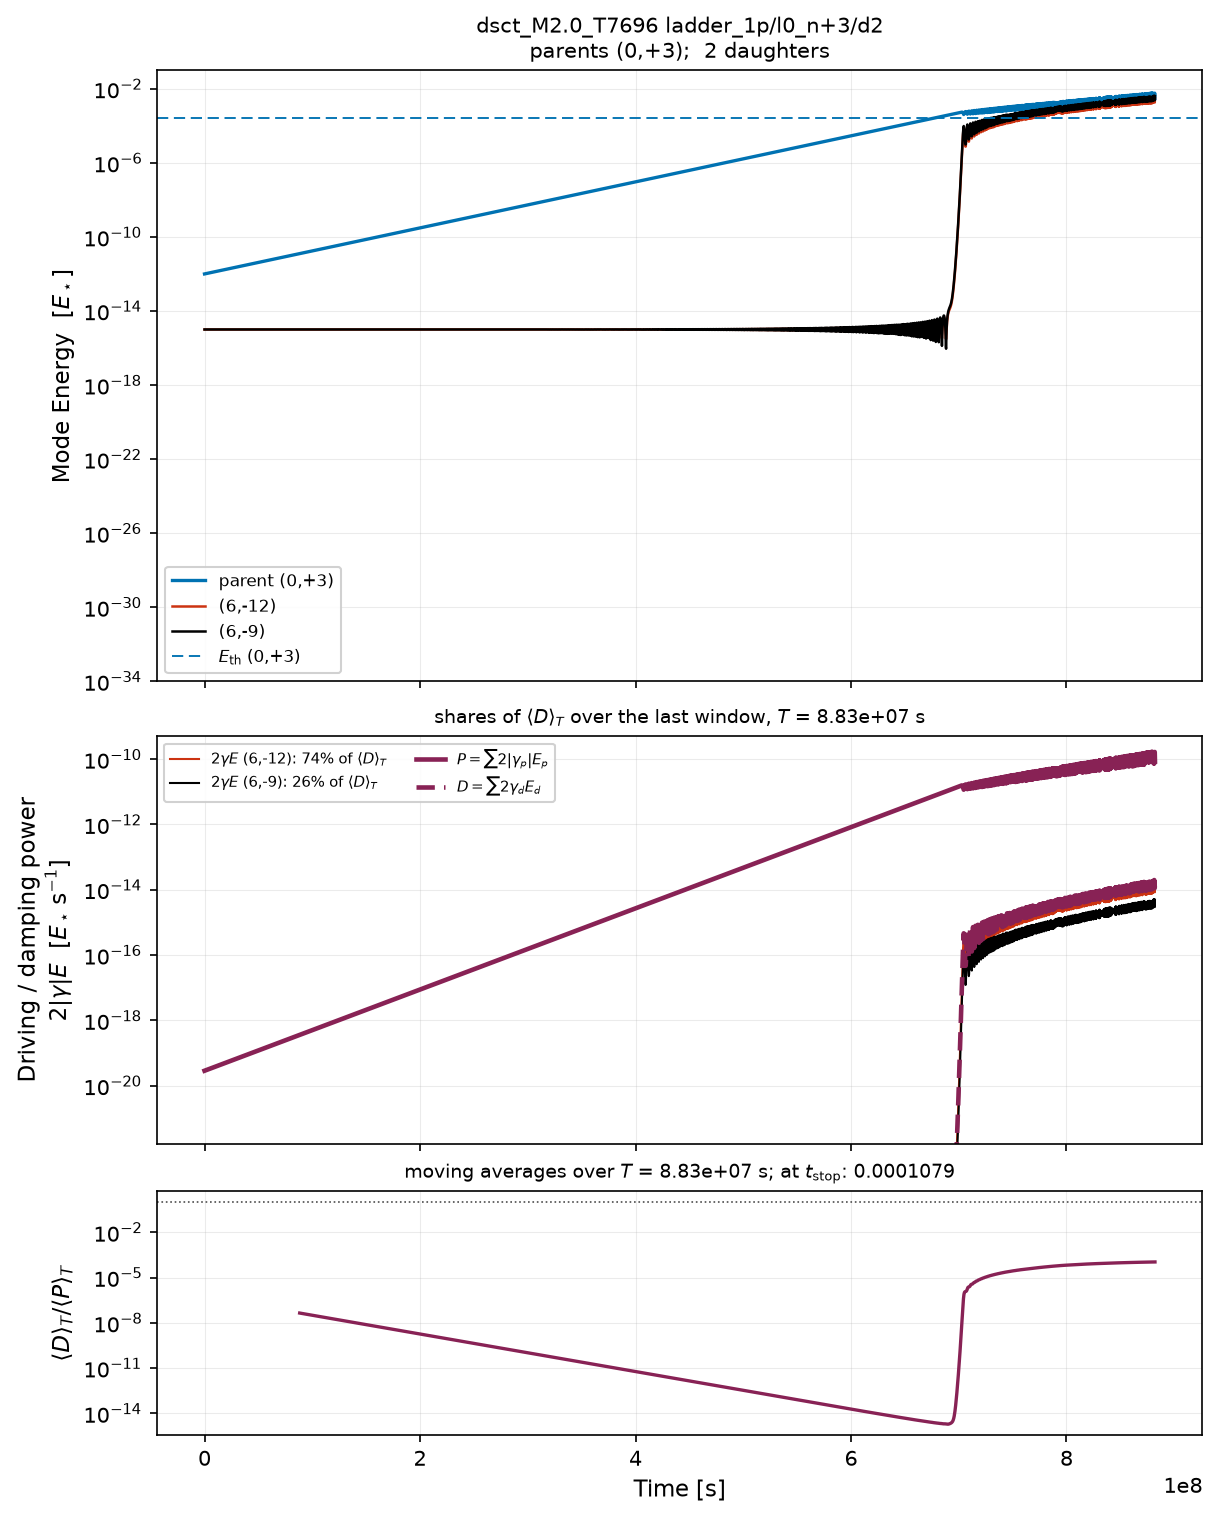 dsct_M2.0_T7696 ladder_1p/l0_n+3/d2
parents (0,+3);  2 daughters
Mode Energy [E⋆]
10⁻²
10⁻⁶
10⁻¹⁰
10⁻¹⁴
10⁻¹⁸
10⁻²²
10⁻²⁶
10⁻³⁰
10⁻³⁴
parent (0,+3)
(6,-12)
(6,-9)
E_th (0,+3)
shares of ⟨D⟩_T over the last window, T = 8.83e+07 s
Driving / damping power
2|γ|E [E⋆ s⁻¹]
10⁻¹⁰
10⁻¹²
10⁻¹⁴
10⁻¹⁶
10⁻¹⁸
10⁻²⁰
2γE (6,-12): 74% of ⟨D⟩_T
2γE (6,-9): 26% of ⟨D⟩_T
P = ∑2|γ_p|E_p
D = ∑2γ_dE_d
moving averages over T = 8.83e+07 s; at t_stop: 0.0001079
⟨D⟩_T/⟨P⟩_T
10⁻²
10⁻⁵
10⁻⁸
10⁻¹¹
10⁻¹⁴
0 2 4 6 8
Time [s]
1e8